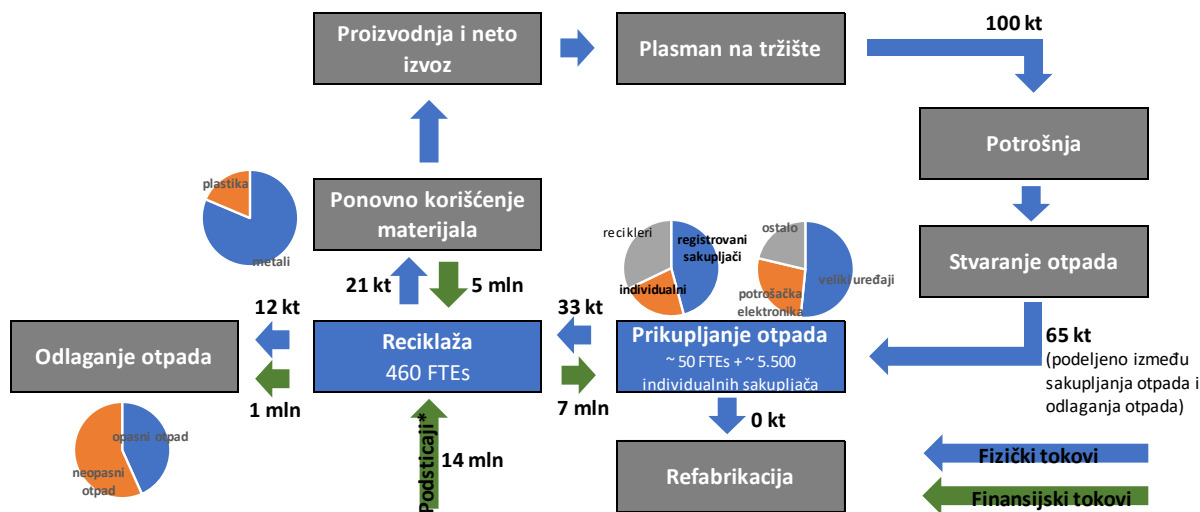 Proizvodnja i neto
izvoz
Plasman na tržište
100 kt
Potrošnja
Stvaranje otpada
65 kt
(podeljeno između
sakupljanja otpada i
odlaganja otpada)
plastika
metali
Ponovno korišćenje
materijala
21 kt
5 mln
recikleri
registrovani
sakupljači
individualni
ostalo
veliki uređaji
potrošačka
elektronika
12 kt
Odlaganje otpada
1 mln
Reciklaža
460 FTEs
33 kt
7 mln
Prikupljanje otpada
~ 50 FTEs + ~ 5.500
individualnih sakupljača
opasni otpad
neopasni
otpad
Podsticaji*
14 mln
0 kt
Refabrikacija
Fizički tokovi
Finansijski tokovi